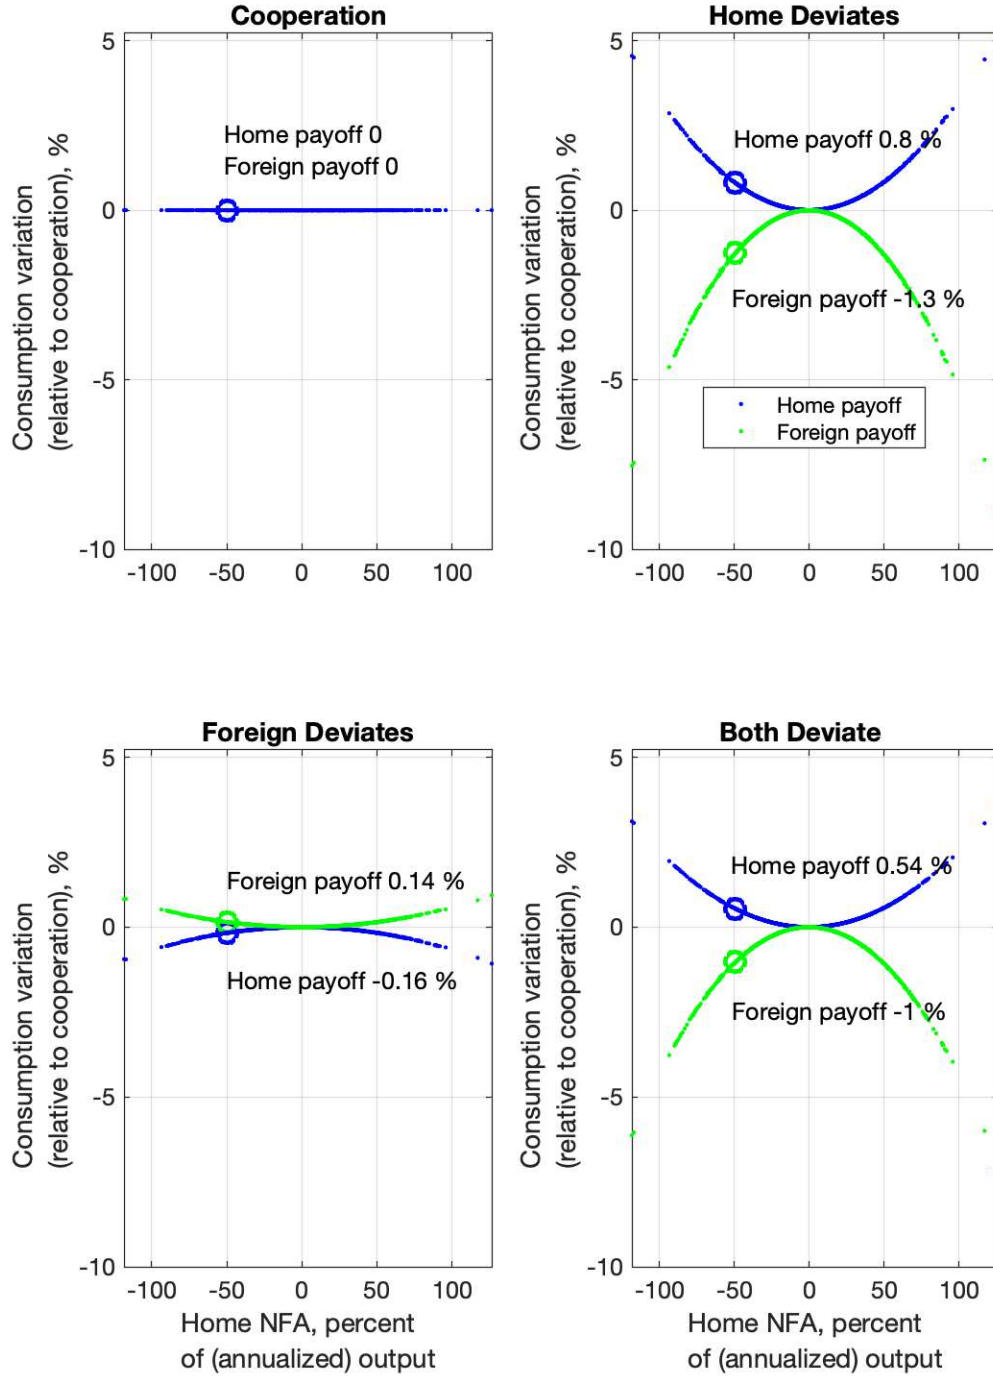 Cooperation
5
0
-5
-10
-100 -50 0 50 100
Consumption variation
(relative to cooperation), %
Home payoff 0
Foreign payoff 0
Home Deviates
5
0
-5
-10
-100 -50 0 50 100
Consumption variation
(relative to cooperation), %
Home payoff 0.8 %
Foreign payoff -1.3 %
Home payoff
Foreign payoff
Foreign Deviates
5
0
-5
-10
-100 -50 0 50 100
Consumption variation
(relative to cooperation), %
Foreign payoff 0.14 %
Home payoff -0.16 %
Home NFA, percent
of (annualized) output
Both Deviate
5
0
-5
-10
-100 -50 0 50 100
Consumption variation
(relative to cooperation), %
Home payoff 0.54 %
Foreign payoff -1 %
Home NFA, percent
of (annualized) output